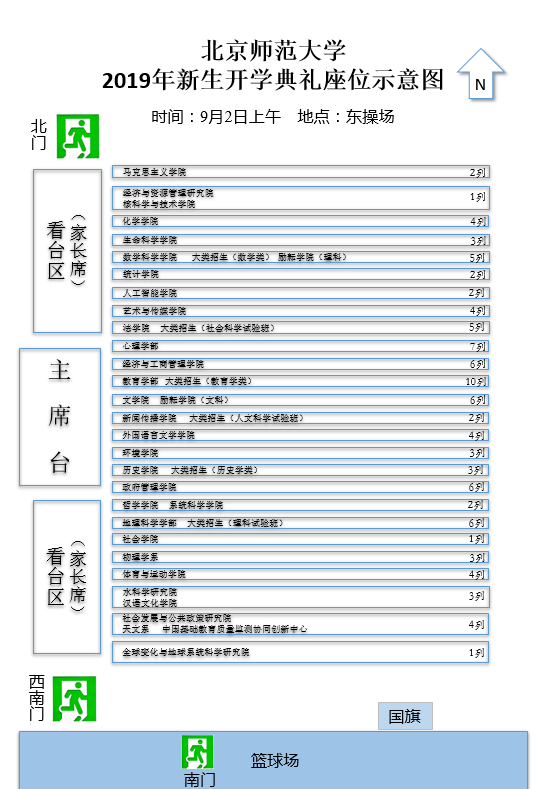 北京师范大学
2019年新生开学典礼座位示意图
N
时间：9月2日上午 地点：东操场
北门
看台区（家长席）
主席台
看台区（家长席）
马克思主义学院 2列
经济与资源管理研究院
核科学与技术学院 1列
化学学院 4列
生命科学学院 3列
数学科学学院 大类招生（数学类） 励耘学院（理科） 5列
统计学院 2列
人工智能学院 2列
艺术与传媒学院 4列
法学院 大类招生（社会科学试验班） 5列
心理学部 7列
经济与工商管理学院 6列
教育学部 大类招生（教育学类） 10列
文学院 励耘学院（文科） 6列
新闻传播学院 大类招生（人文科学试验班） 2列
外国语言文学学院 4列
环境学院 3列
历史学院 大类招生（历史学类） 3列
政府管理学院 6列
哲学学院 系统科学学院 2列
地理科学学部 大类招生（理科试验班） 6列
社会学院 1列
物理学系 3列
体育与运动学院 4列
水科学研究院
汉语文化学院 3列
社会发展与公共政策研究院
天文系 中国基础教育质量监测协同创新中心 4列
全球变化与地球系统科学研究院 1列
西南门
国旗
篮球场
南门